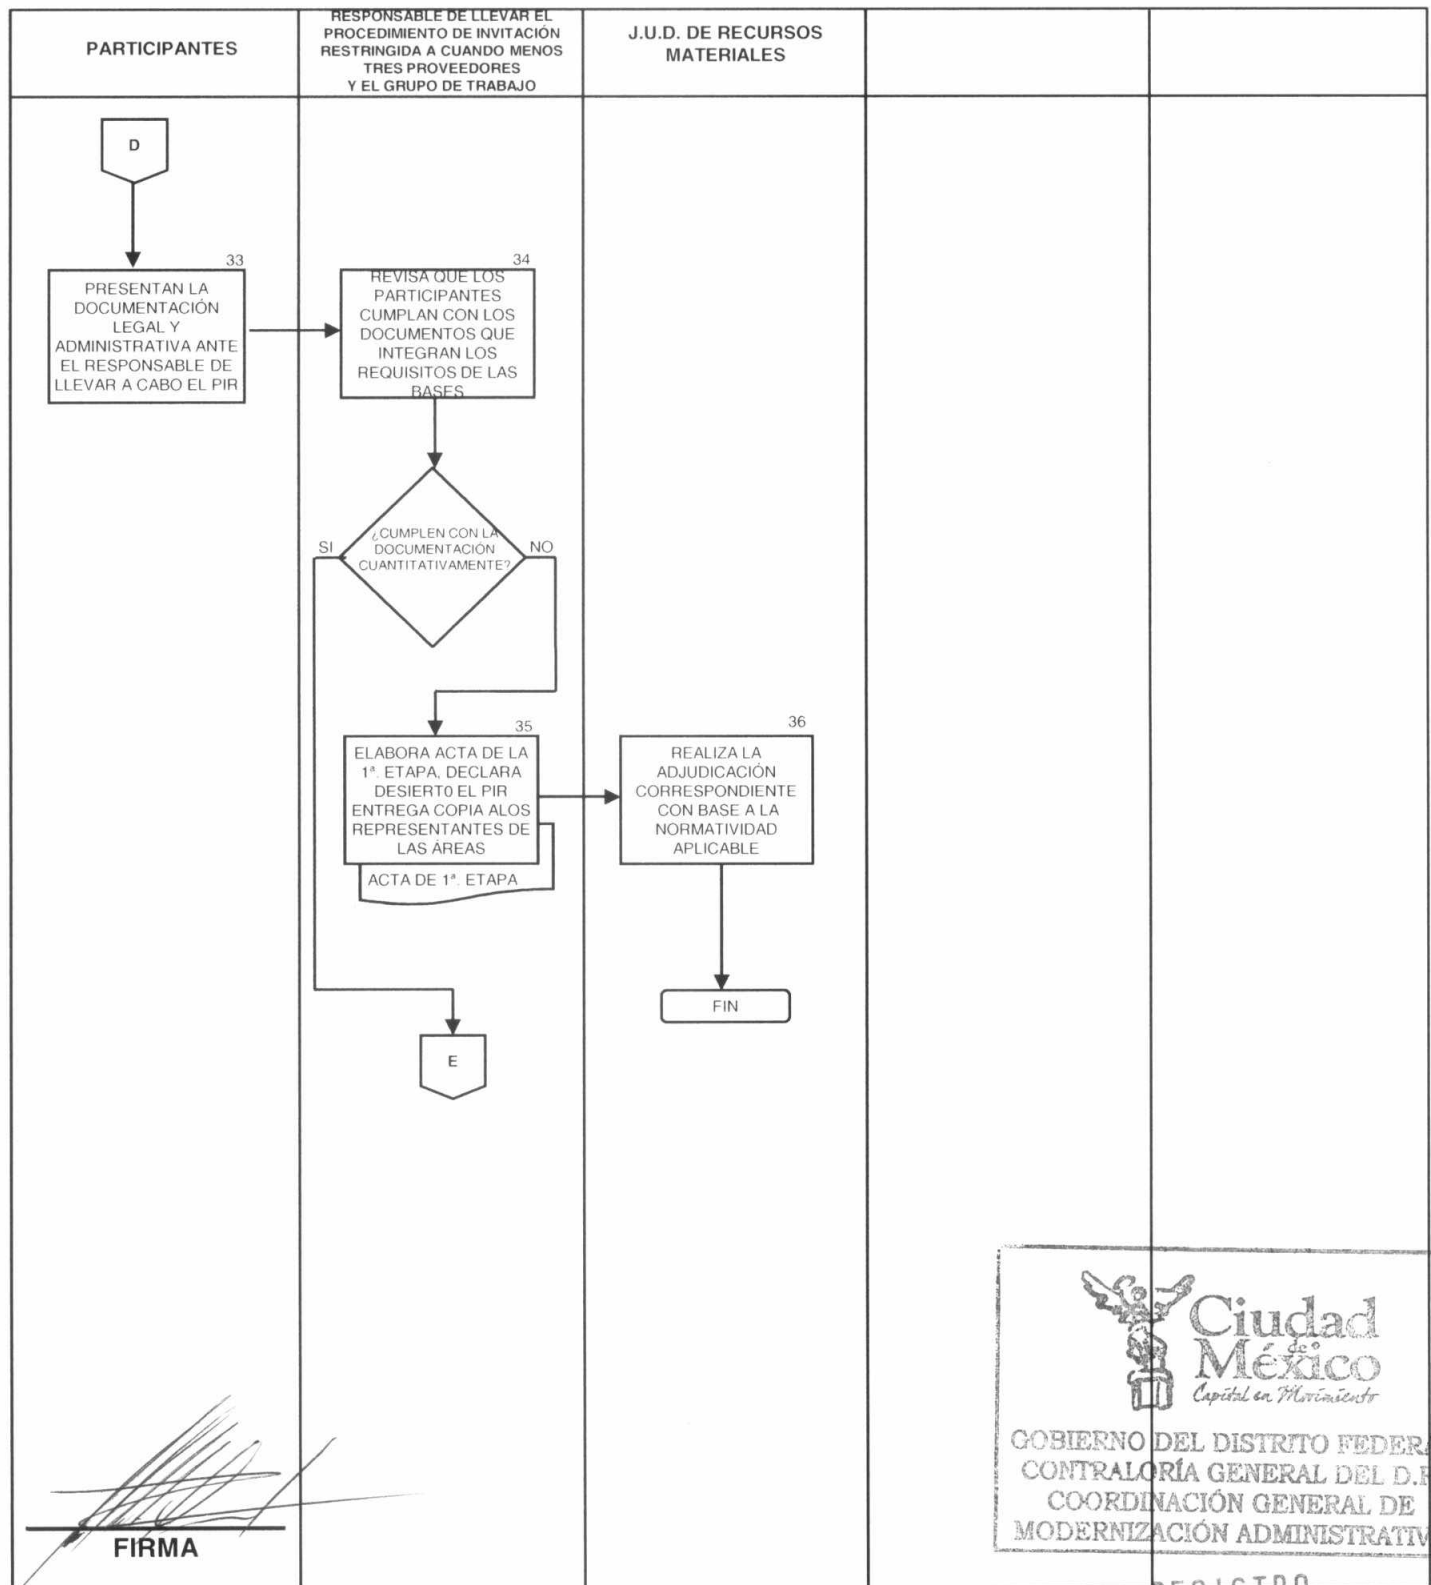 PARTICIPANTES
RESPONSABLE DE LLEVAR EL
PROCEDIMIENTO DE INVITACIÓN
RESTRINGIDA A CUANDO MENOS
TRES PROVEEDORES
Y EL GRUPO DE TRABAJO
J.U.D. DE RECURSOS
MATERIALES
D
33
PRESENTAN LA
DOCUMENTACIÓN
LEGAL Y
ADMINISTRATIVA ANTE
EL RESPONSABLE DE
LLEVAR A CABO EL PIR
34
REVISA QUE LOS
PARTICIPANTES
CUMPLAN CON LOS
DOCUMENTOS QUE
INTEGRAN LOS
REQUISITOS DE LAS
BASES
¿CUMPLEN CON LA
DOCUMENTACIÓN
CUANTITATIVAMENTE?
SI
NO
35
ELABORA ACTA DE LA
1ª. ETAPA, DECLARA
DESIERTO EL PIR
ENTREGA COPIA ALOS
REPRESENTANTES DE
LAS ÁREAS
ACTA DE 1ª. ETAPA
36
REALIZA LA
ADJUDICACIÓN
CORRESPONDIENTE
CON BASE A LA
NORMATIVIDAD
APLICABLE
FIN
E
FIRMA
Ciudad
de
México
Capital en Movimiento
GOBIERNO DEL DISTRITO FEDERA
CONTRALORÍA GENERAL DEL D.F
COORDINACIÓN GENERAL DE
MODERNIZACIÓN ADMINISTRATIV
REGISTRO